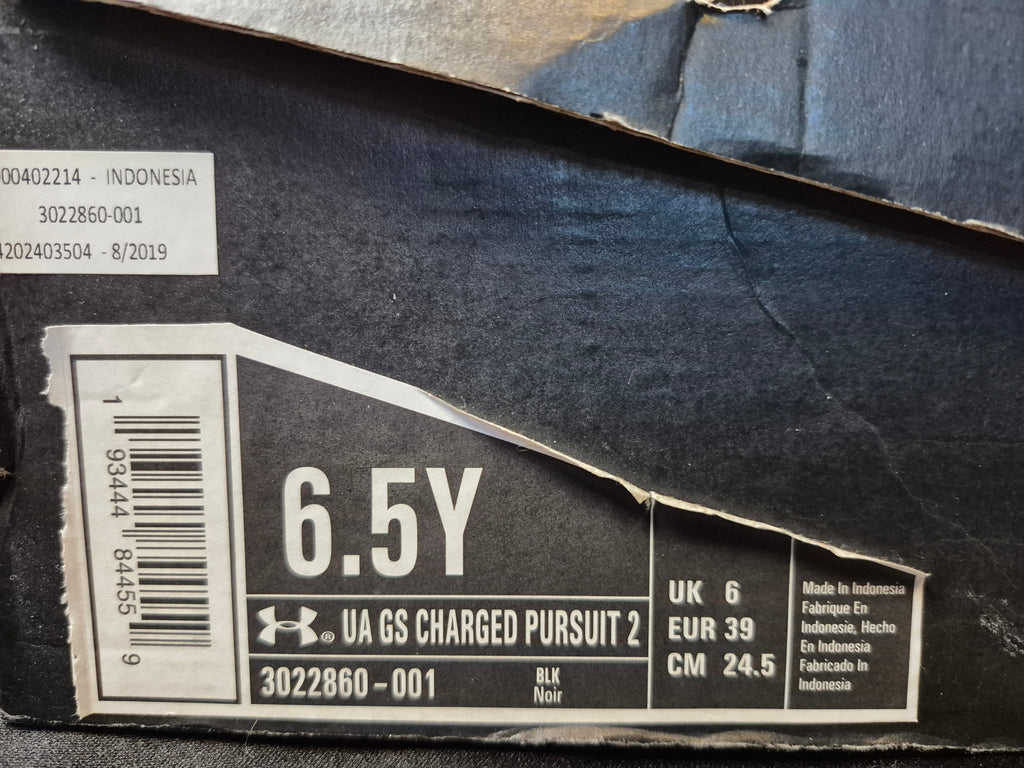 00402214 - INDONESIA
3022860-001
4202403504 - 8/2019
1 93444 84455 9
6.5Y
® UA GS CHARGED PURSUIT 2
3022860-001
BLK
Noir
UK 6
EUR 39
CM 24.5
Made In Indonesia
Fabrique En
Indonesie, Hecho
En Indonesia
Fabricado In
Indonesia